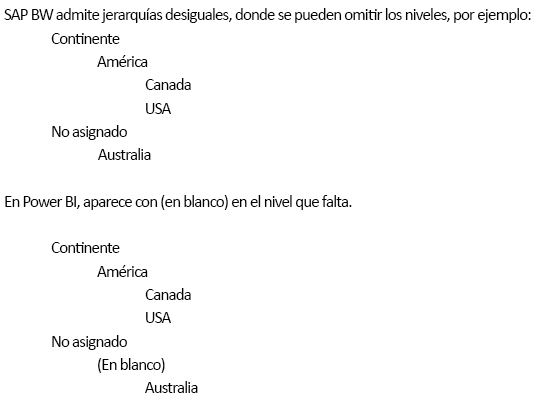 SAP BW admite jerarquías desiguales, donde se pueden omitir los niveles, por ejemplo:
Continente
América
Canada
USA
No asignado
Australia
En Power BI, aparece con (en blanco) en el nivel que falta.
Continente
América
Canada
USA
No asignado
(En blanco)
Australia